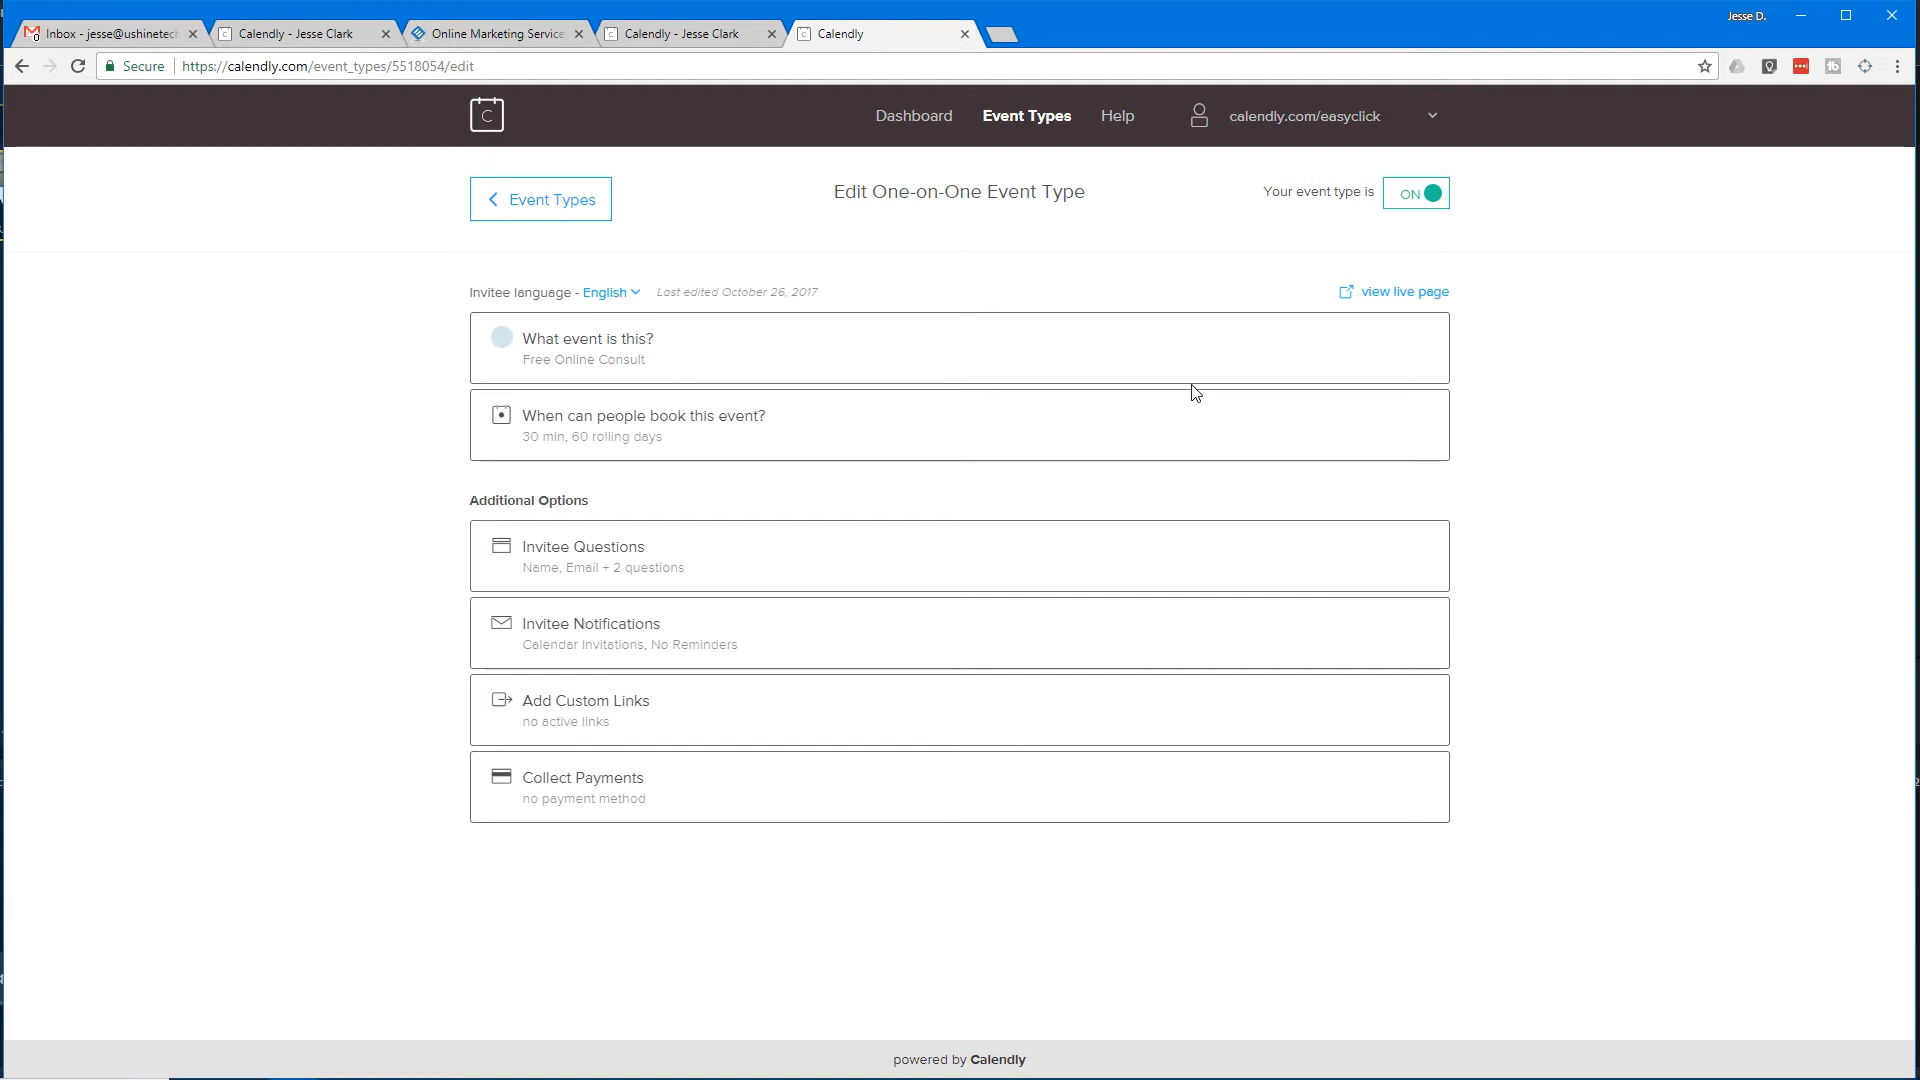 Jesse D.
Inbox - jesse@ushinetech
Calendly - Jesse Clark
Online Marketing Service
Calendly - Jesse Clark
Calendly
Secure
https://calendly.com/event_types/5518054/edit
C
Dashboard
Event Types
Help
calendly.com/easyclick
Event Types
Edit One-on-One Event Type
Your event type is
ON
Invitee language - English
Last edited October 26, 2017
view live page
What event is this?
Free Online Consult
When can people book this event?
30 min, 60 rolling days
Additional Options
Invitee Questions
Name, Email + 2 questions
Invitee Notifications
Calendar Invitations, No Reminders
Add Custom Links
no active links
Collect Payments
no payment method
powered by Calendly